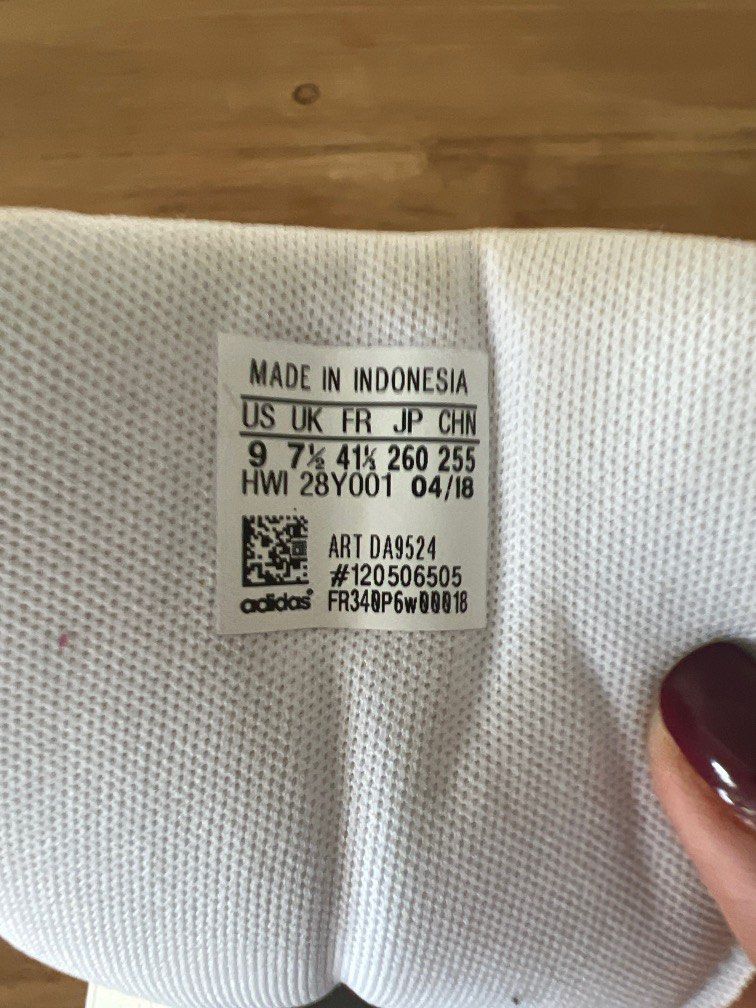 MADE IN INDONESIA
US UK FR JP CHN
9 7½ 41⅓ 260 255
HWI 28Y001 04/18
ART DA9524
#120506505
adidas® FR340P6w00018